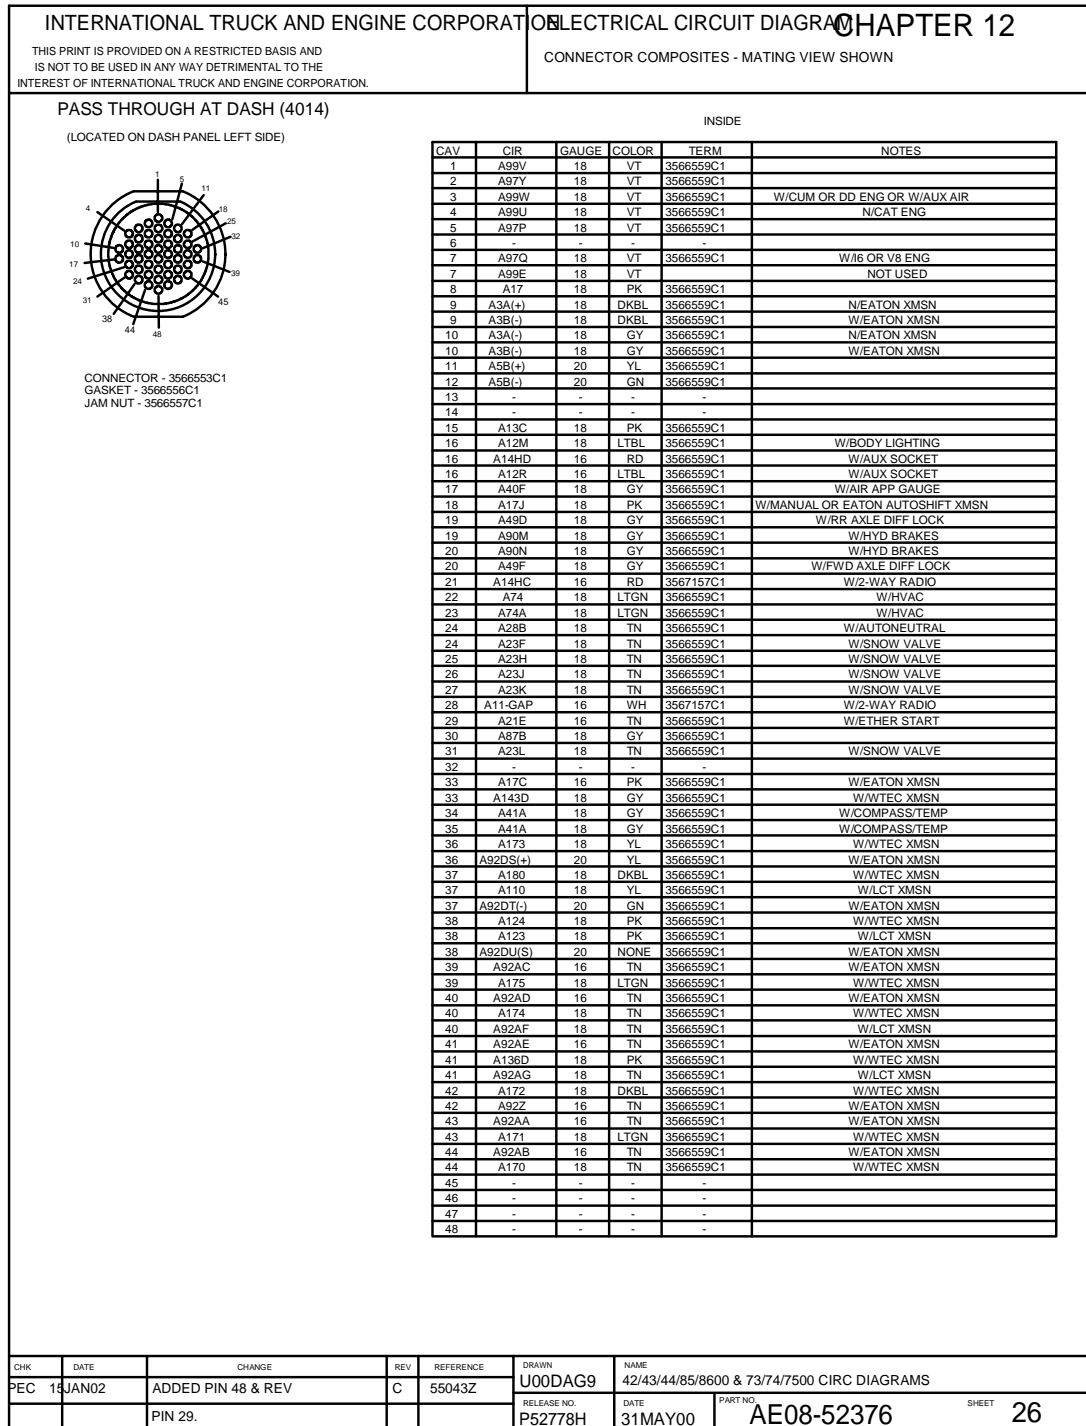 INTERNATIONAL TRUCK AND ENGINE CORPORATION
THIS PRINT IS PROVIDED ON A RESTRICTED BASIS AND
IS NOT TO BE USED IN ANY WAY DETRIMENTAL TO THE
INTEREST OF INTERNATIONAL TRUCK AND ENGINE CORPORATION.
ELECTRICAL CIRCUIT DIAGRAM
CHAPTER 12
CONNECTOR COMPOSITES - MATING VIEW SHOWN
PASS THROUGH AT DASH (4014)
(LOCATED ON DASH PANEL LEFT SIDE)
1
5
11
4
18
25
32
10
17
24
39
31
45
38
44
48
CONNECTOR - 3566553C1
GASKET - 3566556C1
JAM NUT - 3566557C1
INSIDE
CAV CIR GAUGE COLOR TERM NOTES
1 A99V 18 VT 3566559C1
2 A97Y 18 VT 3566559C1
3 A99W 18 VT 3566559C1 W/CUM OR DD ENG OR W/AUX AIR
4 A99U 18 VT 3566559C1 N/CAT ENG
5 A97P 18 VT 3566559C1
6 - - - -
7 A97Q 18 VT 3566559C1 W/I6 OR V8 ENG
7 A99E 18 VT NOT USED
8 A17 18 PK 3566559C1
9 A3A(+) 18 DKBL 3566559C1 N/EATON XMSN
9 A3B(-) 18 DKBL 3566559C1 W/EATON XMSN
10 A3A(-) 18 GY 3566559C1 N/EATON XMSN
10 A3B(-) 18 GY 3566559C1 W/EATON XMSN
11 A5B(+) 20 YL 3566559C1
12 A5B(-) 20 GN 3566559C1
13 - - - -
14 - - - -
15 A13C 18 PK 3566559C1
16 A12M 18 LTBL 3566559C1 W/BODY LIGHTING
16 A14HD 16 RD 3566559C1 W/AUX SOCKET
16 A12R 16 LTBL 3566559C1 W/AUX SOCKET
17 A40F 18 GY 3566559C1 W/AIR APP GAUGE
18 A17J 18 PK 3566559C1 W/MANUAL OR EATON AUTOSHIFT XMSN
19 A49D 18 GY 3566559C1 W/RR AXLE DIFF LOCK
19 A90M 18 GY 3566559C1 W/HYD BRAKES
20 A90N 18 GY 3566559C1 W/HYD BRAKES
20 A49F 18 GY 3566559C1 W/FWD AXLE DIFF LOCK
21 A14HC 16 RD 3567157C1 W/2-WAY RADIO
22 A74 18 LTGN 3566559C1 W/HVAC
23 A74A 18 LTGN 3566559C1 W/HVAC
24 A28B 18 TN 3566559C1 W/AUTONEUTRAL
24 A23F 18 TN 3566559C1 W/SNOW VALVE
25 A23H 18 TN 3566559C1 W/SNOW VALVE
26 A23J 18 TN 3566559C1 W/SNOW VALVE
27 A23K 18 TN 3566559C1 W/SNOW VALVE
28 A11-GAP 16 WH 3567157C1 W/2-WAY RADIO
29 A21E 16 TN 3566559C1 W/ETHER START
30 A87B 18 GY 3566559C1
31 A23L 18 TN 3566559C1 W/SNOW VALVE
32 - - - -
33 A17C 16 PK 3566559C1 W/EATON XMSN
33 A143D 18 GY 3566559C1 W/WTEC XMSN
34 A41A 18 GY 3566559C1 W/COMPASS/TEMP
35 A41A 18 GY 3566559C1 W/COMPASS/TEMP
36 A173 18 YL 3566559C1 W/WTEC XMSN
36 A92DS(+) 20 YL 3566559C1 W/EATON XMSN
37 A180 18 DKBL 3566559C1 W/WTEC XMSN
37 A110 18 YL 3566559C1 W/LCT XMSN
37 A92DT(-) 20 GN 3566559C1 W/EATON XMSN
38 A124 18 PK 3566559C1 W/WTEC XMSN
38 A123 18 PK 3566559C1 W/LCT XMSN
38 A92DU(S) 20 NONE 3566559C1 W/EATON XMSN
39 A92AC 16 TN 3566559C1 W/EATON XMSN
39 A175 18 LTGN 3566559C1 W/WTEC XMSN
40 A92AD 16 TN 3566559C1 W/EATON XMSN
40 A174 18 TN 3566559C1 W/WTEC XMSN
40 A92AF 18 TN 3566559C1 W/LCT XMSN
41 A92AE 16 TN 3566559C1 W/EATON XMSN
41 A136D 18 PK 3566559C1 W/WTEC XMSN
41 A92AG 18 TN 3566559C1 W/LCT XMSN
42 A172 18 DKBL 3566559C1 W/WTEC XMSN
42 A92Z 16 TN 3566559C1 W/EATON XMSN
43 A92AA 16 TN 3566559C1 W/EATON XMSN
43 A171 18 LTGN 3566559C1 W/WTEC XMSN
44 A92AB 16 TN 3566559C1 W/EATON XMSN
44 A170 18 TN 3566559C1 W/WTEC XMSN
45 - - - -
46 - - - -
47 - - - -
48 - - - -
CHK DATE CHANGE REV REFERENCE DRAWN NAME
PEC 15JAN02 ADDED PIN 48 & REV C 55043Z U00DAG9 42/43/44/85/8600 & 73/74/7500 CIRC DIAGRAMS
PIN 29.
RELEASE NO. DATE PART NO. SHEET
P52778H 31MAY00 AE08-52376 26